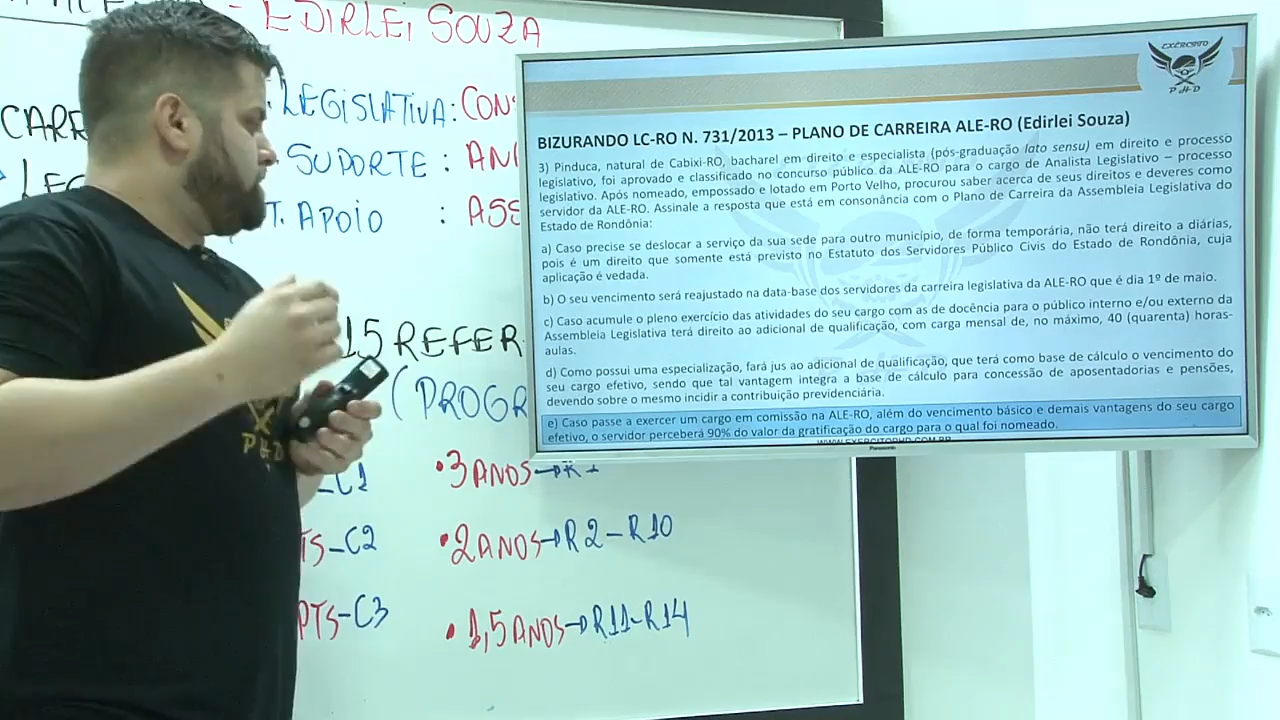 - EDIRLEI SOUZA
LEGISLATIVA: CONS
CARR
SUPORTE : ANI
LEG
T. APOIO : ASS
15 REFER
(PROGR
C1
• 3 ANOS→R1
TS-C2
• 2 ANOS→R2-R10
PTS-C3
• 1,5 ANOS→R11-R14
EXÉRCITO
PHD
BIZURANDO LC-RO N. 731/2013 – PLANO DE CARREIRA ALE-RO (Edirlei Souza)
3) Pinduca, natural de Cabixi-RO, bacharel em direito e especialista (pós-graduação lato sensu) em direito e processo
legislativo, foi aprovado e classificado no concurso público da ALE-RO para o cargo de Analista Legislativo – processo
legislativo. Após nomeado, empossado e lotado em Porto Velho, procurou saber acerca de seus direitos e deveres como
servidor da ALE-RO. Assinale a resposta que está em consonância com o Plano de Carreira da Assembleia Legislativa do
Estado de Rondônia:
a) Caso precise se deslocar a serviço da sua sede para outro município, de forma temporária, não terá direito a diárias,
pois é um direito que somente está previsto no Estatuto dos Servidores Público Civis do Estado de Rondônia, cuja
aplicação é vedada.
b) O seu vencimento será reajustado na data-base dos servidores da carreira legislativa da ALE-RO que é dia 1º de maio.
c) Caso acumule o pleno exercício das atividades do seu cargo com as de docência para o público interno e/ou externo da
Assembleia Legislativa terá direito ao adicional de qualificação, com carga mensal de, no máximo, 40 (quarenta) horas-
aulas.
d) Como possui uma especialização, fará jus ao adicional de qualificação, que terá como base de cálculo o vencimento do
seu cargo efetivo, sendo que tal vantagem integra a base de cálculo para concessão de aposentadorias e pensões,
devendo sobre o mesmo incidir a contribuição previdenciária.
e) Caso passe a exercer um cargo em comissão na ALE-RO, além do vencimento básico e demais vantagens do seu cargo
efetivo, o servidor perceberá 90% do valor da gratificação do cargo para o qual foi nomeado.
WWW.EXERCITOPHD.COM.BR
Panasonic
P&D